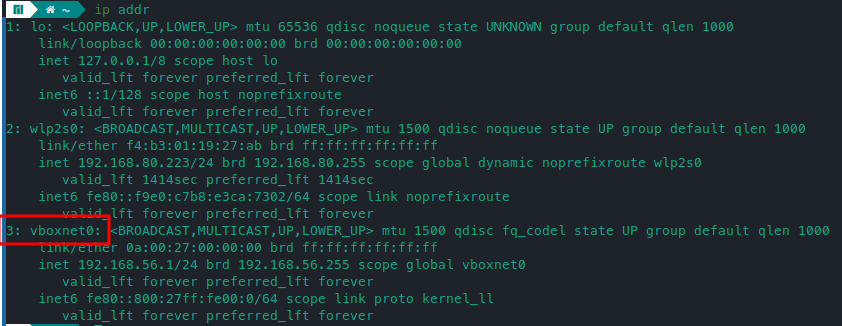 ~ ip addr
1: lo: <LOOPBACK,UP,LOWER_UP> mtu 65536 qdisc noqueue state UNKNOWN group default qlen 1000
link/loopback 00:00:00:00:00:00 brd 00:00:00:00:00:00
inet 127.0.0.1/8 scope host lo
valid_lft forever preferred_lft forever
inet6 ::1/128 scope host noprefixroute
valid_lft forever preferred_lft forever
2: wlp2s0: <BROADCAST,MULTICAST,UP,LOWER_UP> mtu 1500 qdisc noqueue state UP group default qlen 1000
link/ether f4:b3:01:19:27:ab brd ff:ff:ff:ff:ff:ff
inet 192.168.80.223/24 brd 192.168.80.255 scope global dynamic noprefixroute wlp2s0
valid_lft 1414sec preferred_lft 1414sec
inet6 fe80::f9e0:c7b8:e3ca:7302/64 scope link noprefixroute
valid_lft forever preferred_lft forever
3: vboxnet0: <BROADCAST,MULTICAST,UP,LOWER_UP> mtu 1500 qdisc fq_codel state UP group default qlen 1000
link/ether 0a:00:27:00:00:00 brd ff:ff:ff:ff:ff:ff
inet 192.168.56.1/24 brd 192.168.56.255 scope global vboxnet0
valid_lft forever preferred_lft forever
inet6 fe80::800:27ff:fe00:0/64 scope link proto kernel_ll
valid_lft forever preferred_lft forever